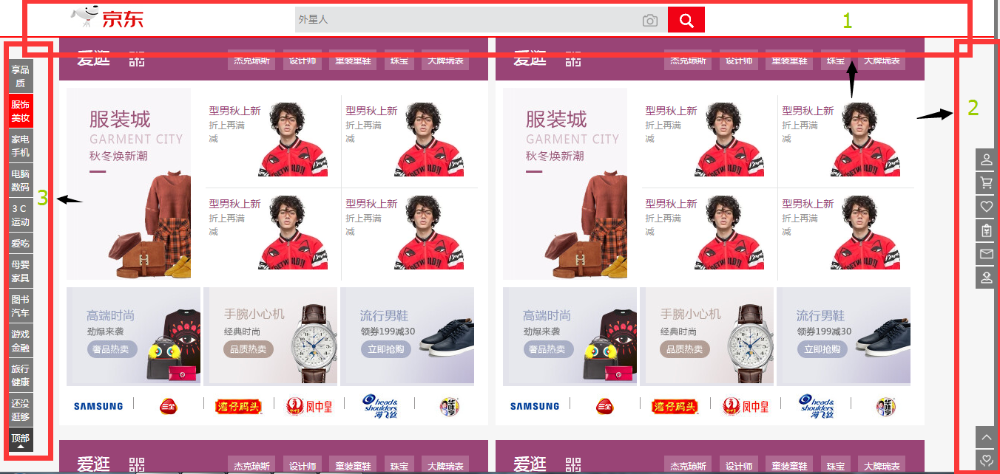 京东
外星人
1
爱逛
杰克琼斯
设计师
童装童鞋
珠宝
大牌瑞表
爱逛
杰克琼斯
设计师
童装童鞋
珠宝
大牌瑞表
享品
质
服饰
美妆
家电
手机
电脑
数码
3 C
运动
爱吃
母婴
家具
图书
汽车
游戏
金融
旅行
健康
还没
逛够
顶部
3
2
服装城
GARMENT CITY
秋冬焕新潮
型男秋上新
折上再满
减
型男秋上新
折上再满
减
型男秋上新
折上再满
减
型男秋上新
折上再满
减
服装城
GARMENT CITY
秋冬焕新潮
型男秋上新
折上再满
减
型男秋上新
折上再满
减
型男秋上新
折上再满
减
型男秋上新
折上再满
减
高端时尚
劲爆来袭
奢品热卖
手腕小心机
经典时尚
品质热卖
流行男鞋
领券199减30
立即抢购
高端时尚
劲爆来袭
奢品热卖
手腕小心机
经典时尚
品质热卖
流行男鞋
领券199减30
立即抢购
SAMSUNG
三全
湾仔码头
凤中皇
head&
shoulders
海飞丝
华味亨
SAMSUNG
三全
湾仔码头
凤中皇
head&
shoulders
海飞丝
华味亨
爱逛
杰克琼斯
设计师
童装童鞋
珠宝
大牌瑞表
爱逛
杰克琼斯
设计师
童装童鞋
珠宝
大牌瑞表